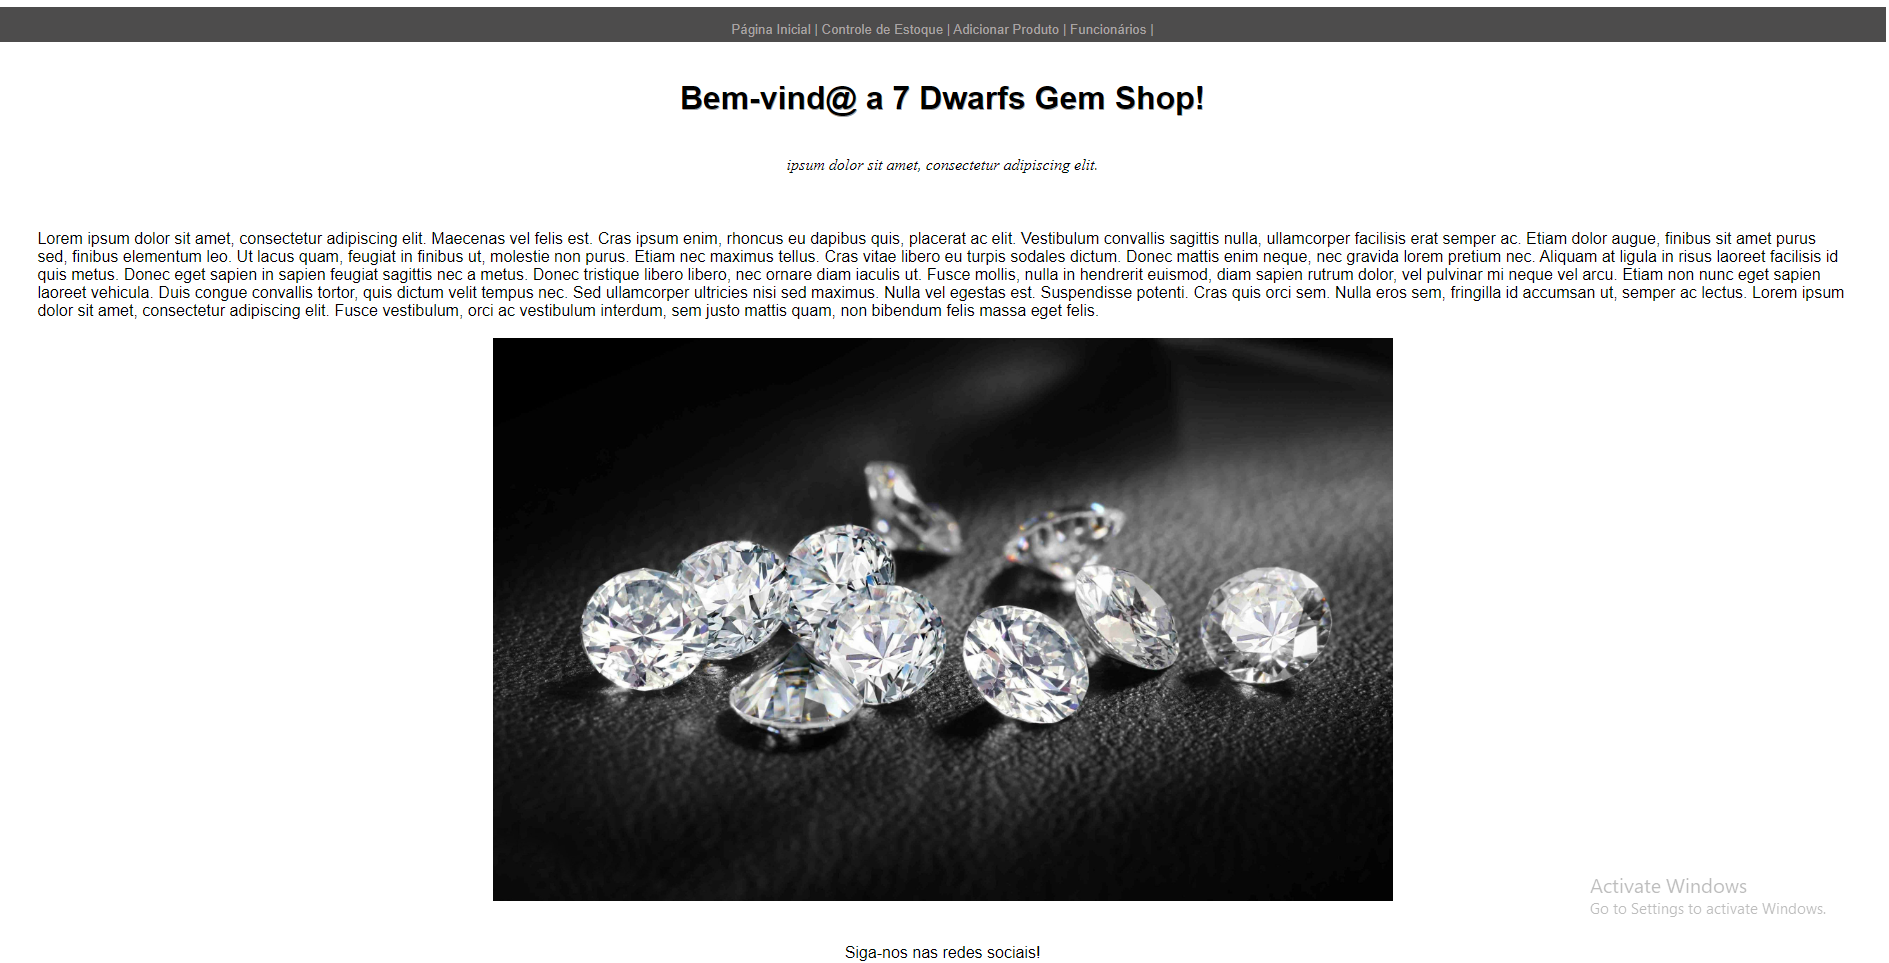 Página Inicial | Controle de Estoque | Adicionar Produto | Funcionários |
Bem-vind@ a 7 Dwarfs Gem Shop!
ipsum dolor sit amet, consectetur adipiscing elit.
Lorem ipsum dolor sit amet, consectetur adipiscing elit. Maecenas vel felis est. Cras ipsum enim, rhoncus eu dapibus quis, placerat ac elit. Vestibulum convallis sagittis nulla, ullamcorper facilisis erat semper ac. Etiam dolor augue, finibus sit amet purus
sed, finibus elementum leo. Ut lacus quam, feugiat in finibus ut, molestie non purus. Etiam nec maximus tellus. Cras vitae libero eu turpis sodales dictum. Donec mattis enim neque, nec gravida lorem pretium nec. Aliquam at ligula in risus laoreet facilisis id
quis metus. Donec eget sapien in sapien feugiat sagittis nec a metus. Donec tristique libero libero, nec ornare diam iaculis ut. Fusce mollis, nulla in hendrerit euismod, diam sapien rutrum dolor, vel pulvinar mi neque vel arcu. Etiam non nunc eget sapien
laoreet vehicula. Duis congue convallis tortor, quis dictum velit tempus nec. Sed ullamcorper ultricies nisi sed maximus. Nulla vel egestas est. Suspendisse potenti. Cras quis orci sem. Nulla eros sem, fringilla id accumsan ut, semper ac lectus. Lorem ipsum
dolor sit amet, consectetur adipiscing elit. Fusce vestibulum, orci ac vestibulum interdum, sem justo mattis quam, non bibendum felis massa eget felis.
Activate Windows
Go to Settings to activate Windows.
Siga-nos nas redes sociais!